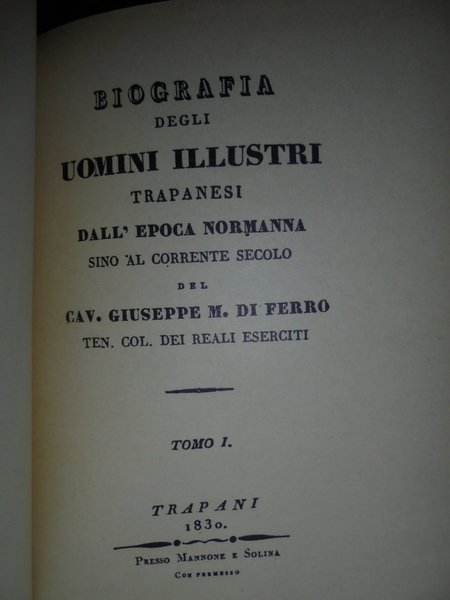 BIOGRAFIA
DEGLI
UOMINI ILLUSTRI
TRAPANESI
DALL' EPOCA NORMANNA
SINO AL CORRENTE SECOLO
DEL
CAV. GIUSEPPE M. DI FERRO
TEN. COL. DEI REALI ESERCITI
TOMO I.
TRAPANI
1830.
PRESSO MANNONE E SOLINA
CON PERMESSO